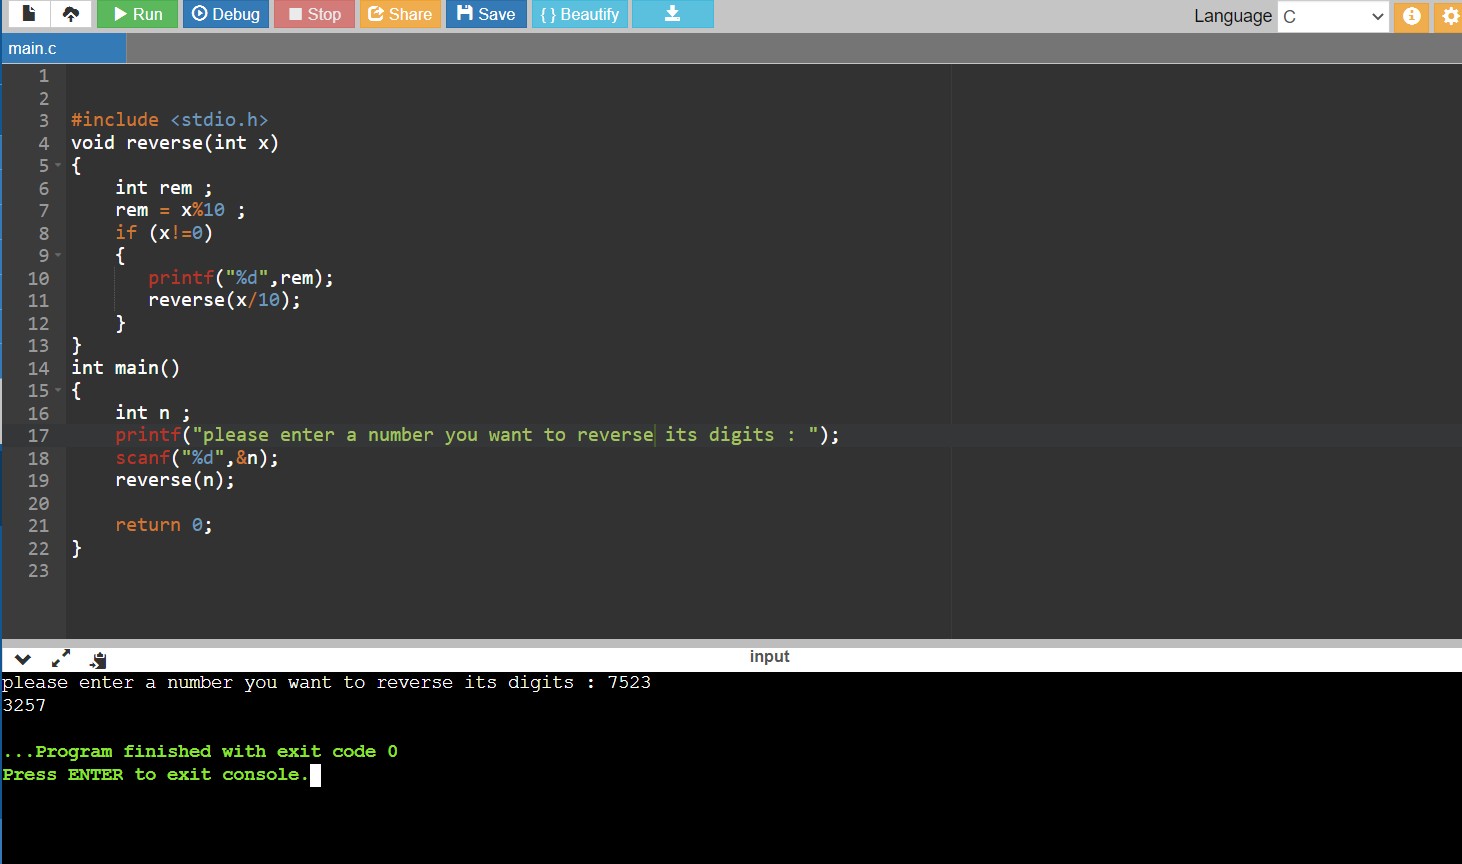 Run Debug Stop Share Save { } Beautify Language C
main.c
1
2
3 #include <stdio.h>
4 void reverse(int x)
5 {
6     int rem ;
7     rem = x%10 ;
8     if (x!=0)
9     {
10        printf("%d",rem);
11        reverse(x/10);
12    }
13 }
14 int main()
15 {
16     int n ;
17     printf("please enter a number you want to reverse its digits : ");
18     scanf("%d",&n);
19     reverse(n);
20
21     return 0;
22 }
23
input
please enter a number you want to reverse its digits : 7523
3257
...Program finished with exit code 0
Press ENTER to exit console.